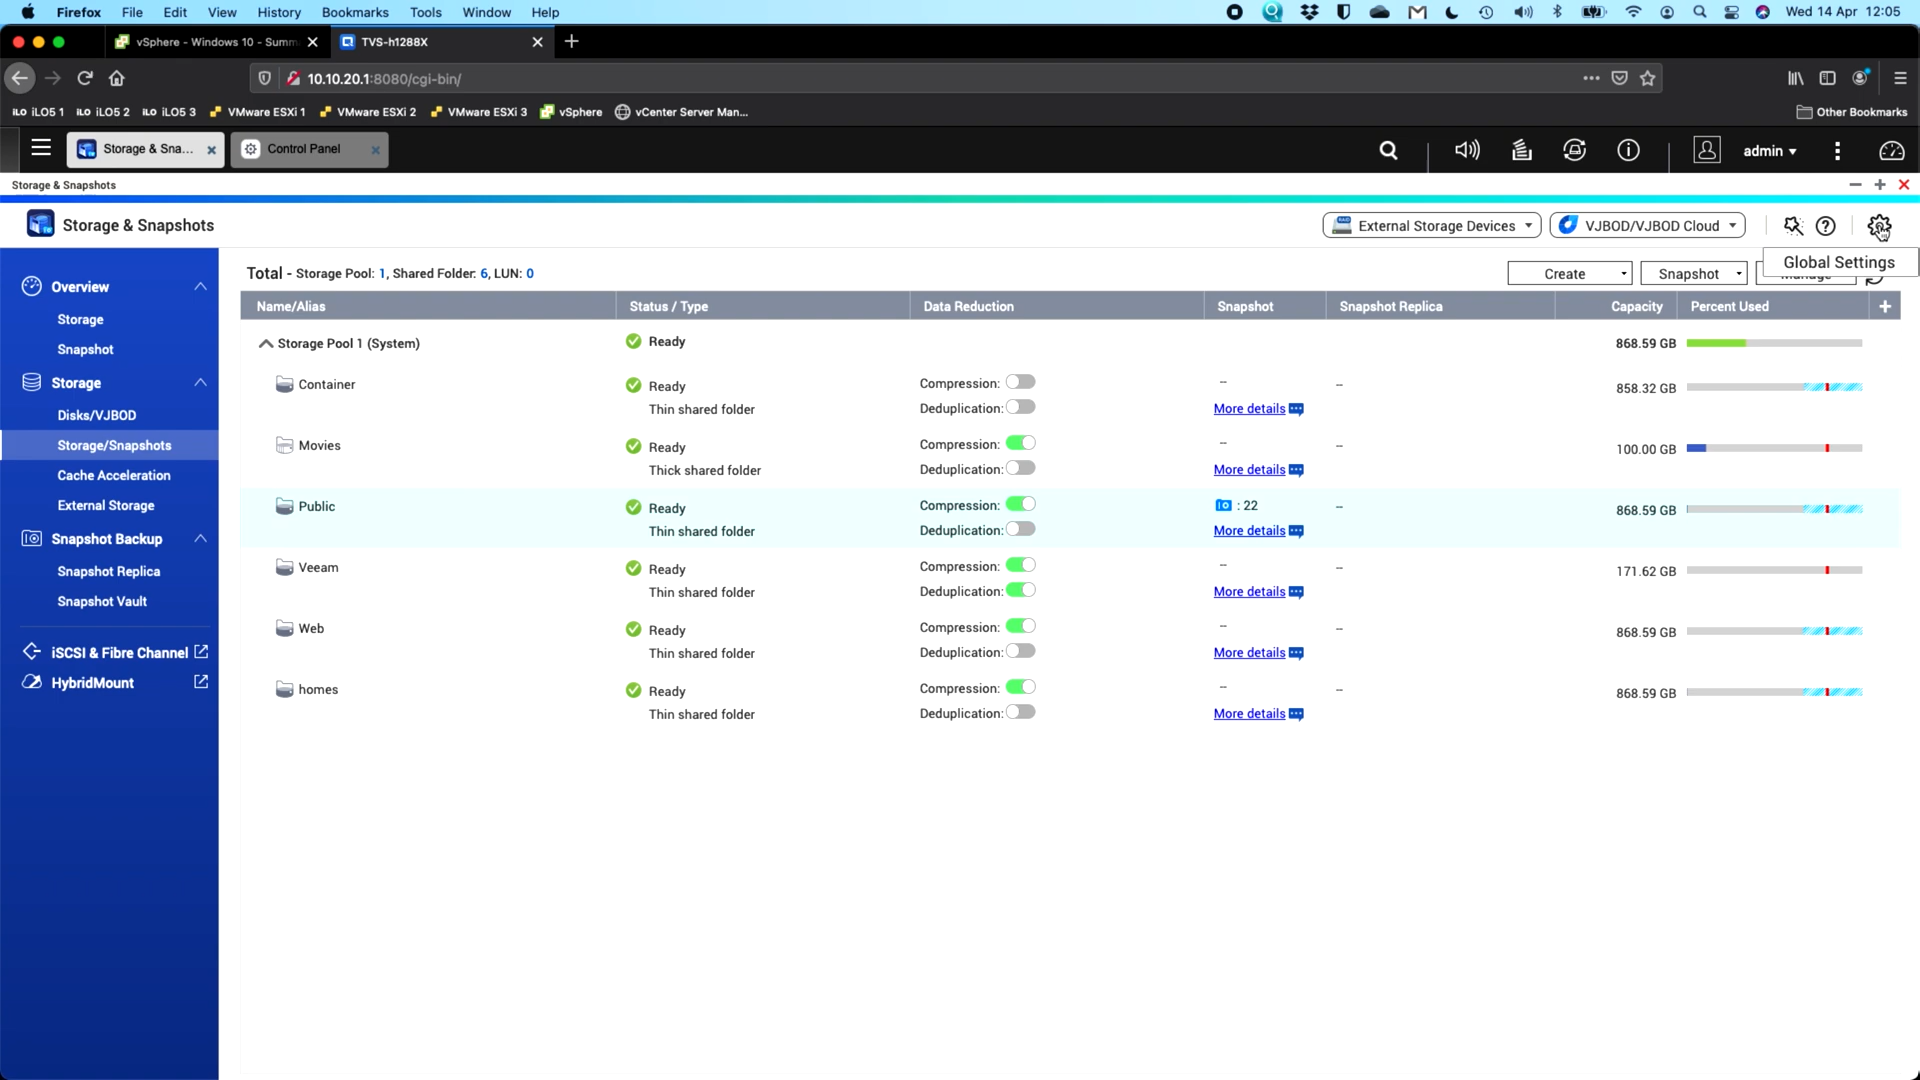 Firefox File Edit View History Bookmarks Tools Window Help Wed 14 Apr 12:05
vSphere - Windows 10 - Summ TVS-h1288X
10.10.20.1:8080/cgi-bin/
iLO iLO5 1 iLO iLO5 2 iLO iLO5 3 VMware ESXi 1 VMware ESXi 2 VMware ESXi 3 vSphere vCenter Server Man... Other Bookmarks
Storage & Sna... Control Panel admin
Storage & Snapshots
Storage & Snapshots External Storage Devices VJBOD/VJBOD Cloud
Global Settings
Total - Storage Pool: 1, Shared Folder: 6, LUN: 0 Create Snapshot Manage
Name/Alias Status / Type Data Reduction Snapshot Snapshot Replica Capacity Percent Used
Overview
Storage
Snapshot
Storage
Disks/VJBOD
Storage/Snapshots
Cache Acceleration
External Storage
Snapshot Backup
Snapshot Replica
Snapshot Vault
iSCSI & Fibre Channel
HybridMount
Storage Pool 1 (System) Ready 868.59 GB
Container Ready Compression: -- -- 858.32 GB
Thin shared folder Deduplication: More details
Movies Ready Compression: -- -- 100.00 GB
Thick shared folder Deduplication: More details
Public Ready Compression: : 22 -- 868.59 GB
Thin shared folder Deduplication: More details
Veeam Ready Compression: -- -- 171.62 GB
Thin shared folder Deduplication: More details
Web Ready Compression: -- -- 868.59 GB
Thin shared folder Deduplication: More details
homes Ready Compression: -- -- 868.59 GB
Thin shared folder Deduplication: More details